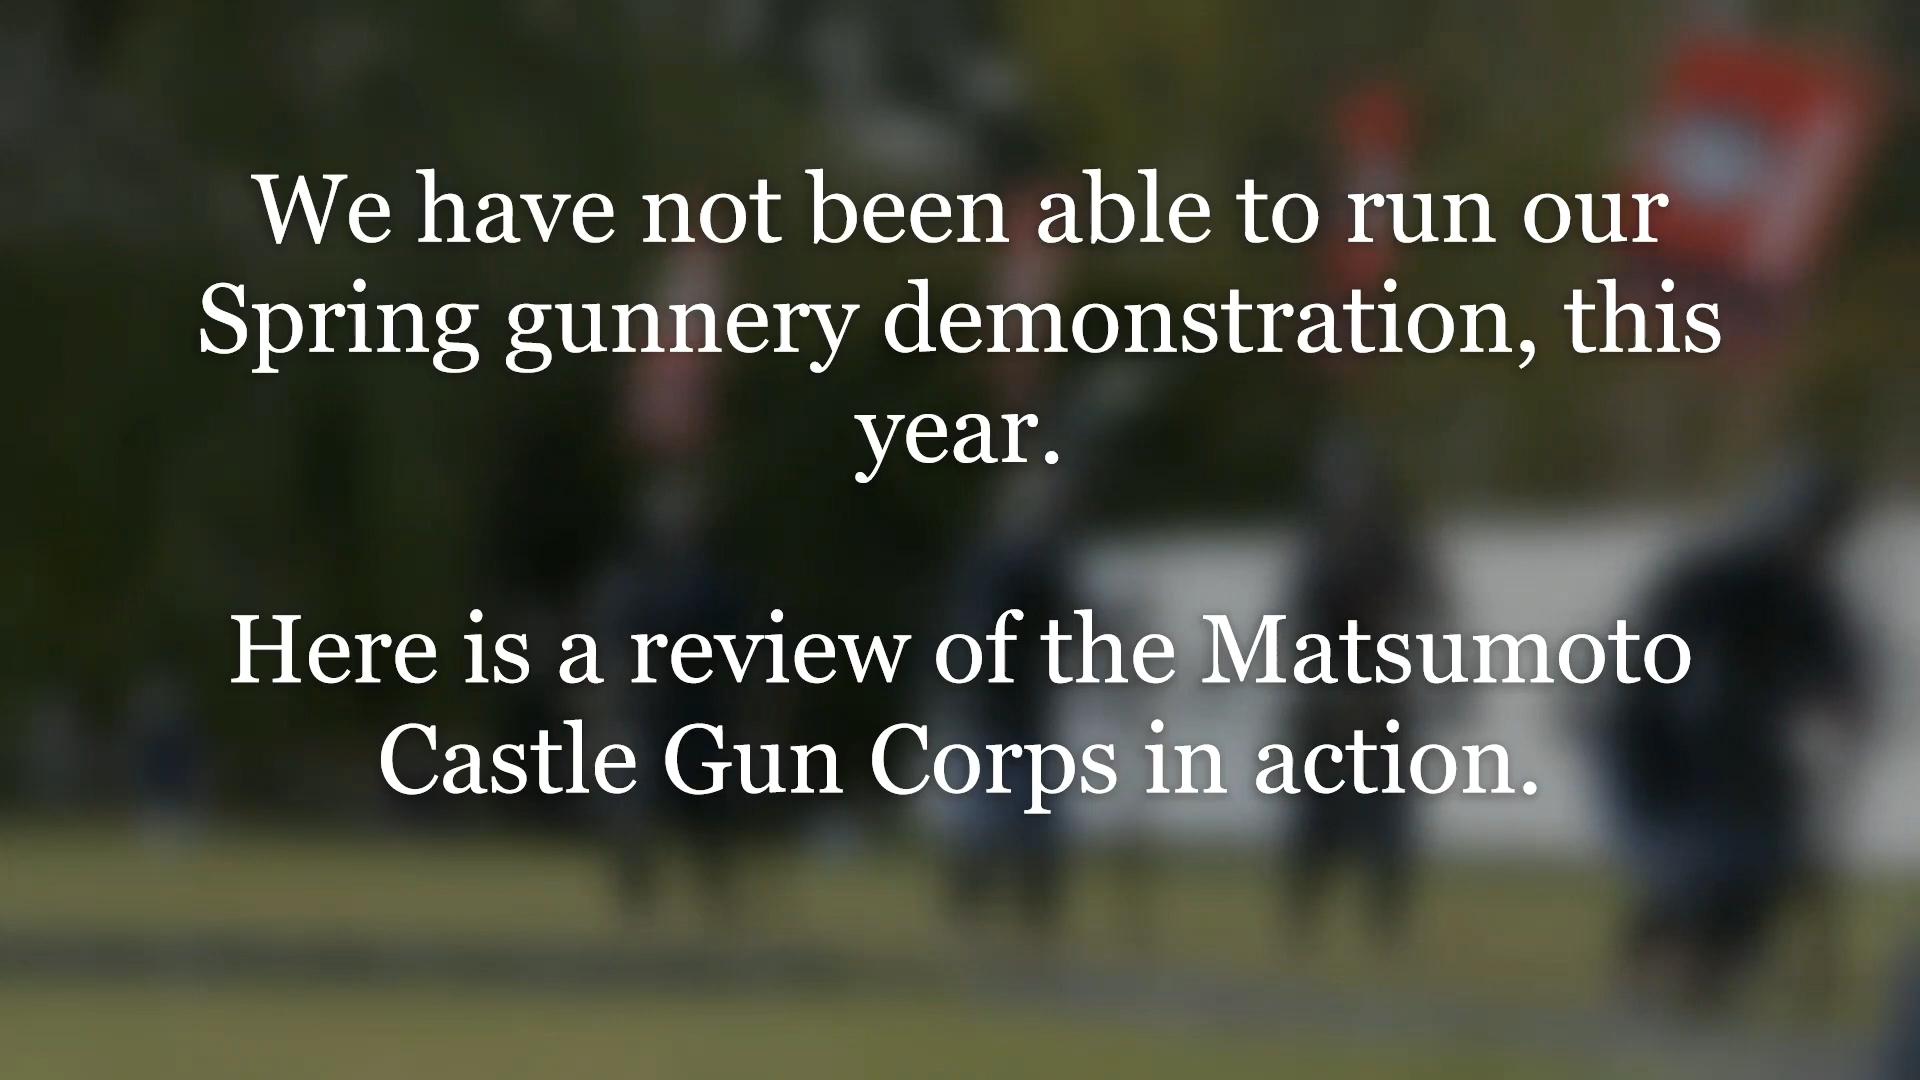 We have not been able to run our
Spring gunnery demonstration, this
year.
Here is a review of the Matsumoto
Castle Gun Corps in action.